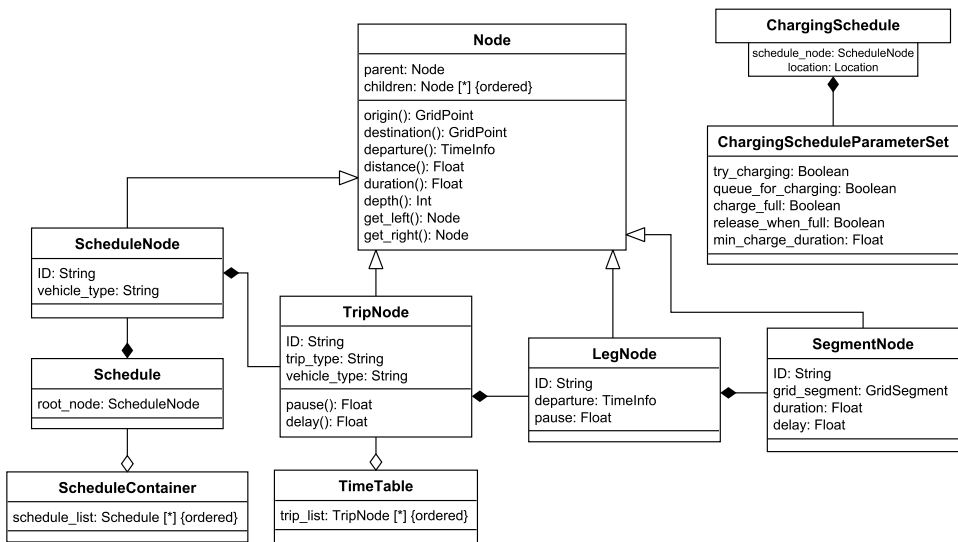 Node
parent: Node
children: Node [*] {ordered}
origin(): GridPoint
destination(): GridPoint
departure(): TimeInfo
distance(): Float
duration(): Float
depth(): Int
get_left(): Node
get_right(): Node
ChargingSchedule
schedule_node: ScheduleNode
location: Location
ChargingScheduleParameterSet
try_charging: Boolean
queue_for_charging: Boolean
charge_full: Boolean
release_when_full: Boolean
min_charge_duration: Float
ScheduleNode
ID: String
vehicle_type: String
TripNode
ID: String
trip_type: String
vehicle_type: String
pause(): Float
delay(): Float
LegNode
ID: String
departure: TimeInfo
pause: Float
SegmentNode
ID: String
grid_segment: GridSegment
duration: Float
delay: Float
Schedule
root_node: ScheduleNode
ScheduleContainer
schedule_list: Schedule [*] {ordered}
TimeTable
trip_list: TripNode [*] {ordered}